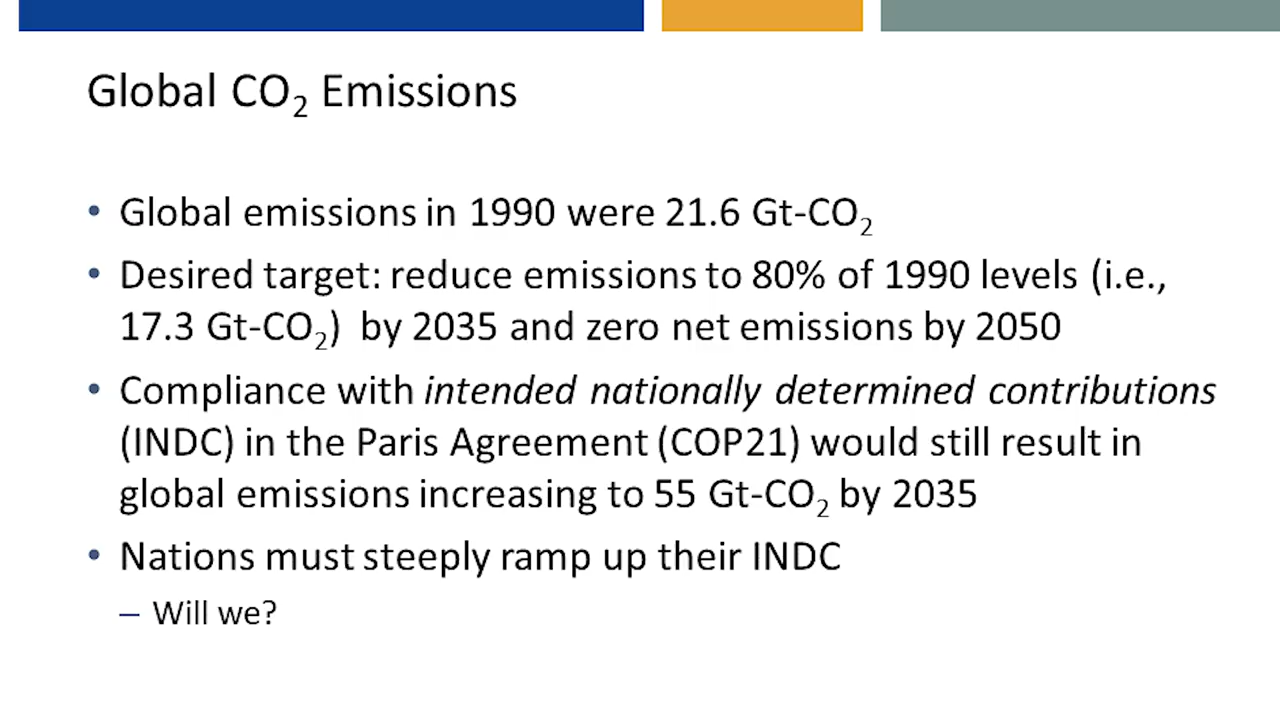 Global CO₂ Emissions
• Global emissions in 1990 were 21.6 Gt-CO₂
• Desired target: reduce emissions to 80% of 1990 levels (i.e.,
17.3 Gt-CO₂) by 2035 and zero net emissions by 2050
• Compliance with intended nationally determined contributions
(INDC) in the Paris Agreement (COP21) would still result in
global emissions increasing to 55 Gt-CO₂ by 2035
• Nations must steeply ramp up their INDC
– Will we?